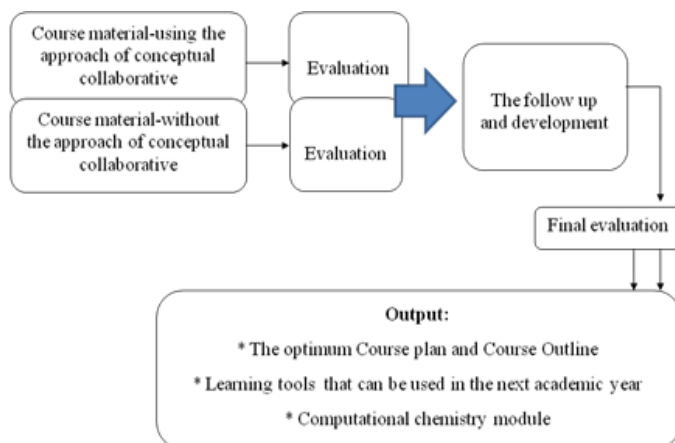 Course material-using the
approach of conceptual
collaborative
Evaluation
Course material-without
the approach of conceptual
collaborative
Evaluation
The follow up
and development
Final evaluation
Output:
* The optimum Course plan and Course Outline
* Learning tools that can be used in the next academic year
* Computational chemistry module